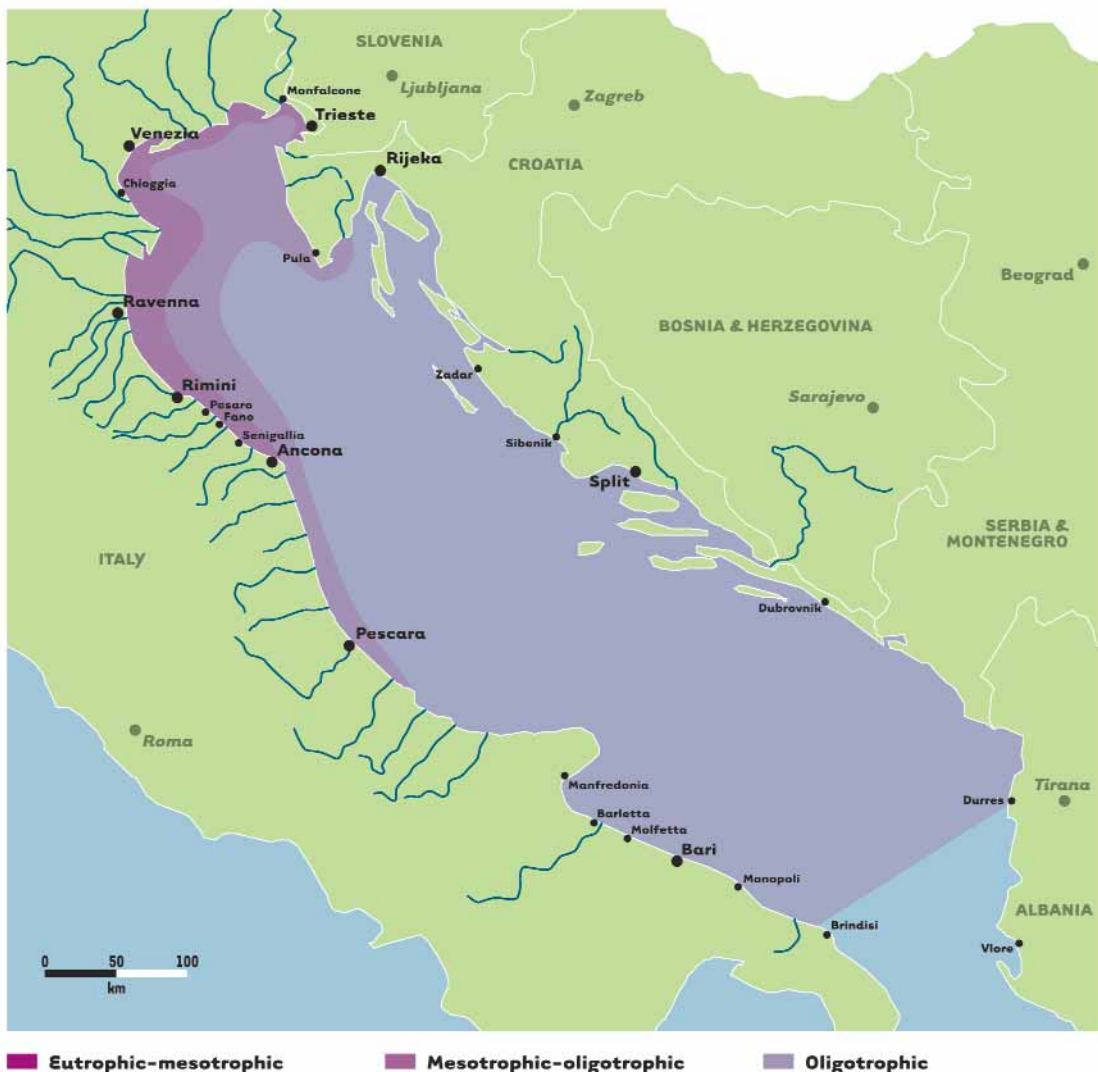 SLOVENIA
Monfalcone
Ljubljana
Trieste
Zagreb
Venezia
Rijeka
CROATIA
Chioggia
Pula
Beograd
Ravenna
BOSNIA & HERZEGOVINA
Zadar
Rimini
Pesaro
Fano
Sarajevo
Senigallia
Sibenik
Ancona
Split
SERBIA &
MONTENEGRO
ITALY
Dubrovnik
Pescara
Roma
Manfredonia
Tirana
Durres
Barletta
Molfetta
Bari
Manapoli
ALBANIA
Brindisi
Vlore
0 50 100
km
Eutrophic-mesotrophic
Mesotrophic-oligotrophic
Oligotrophic